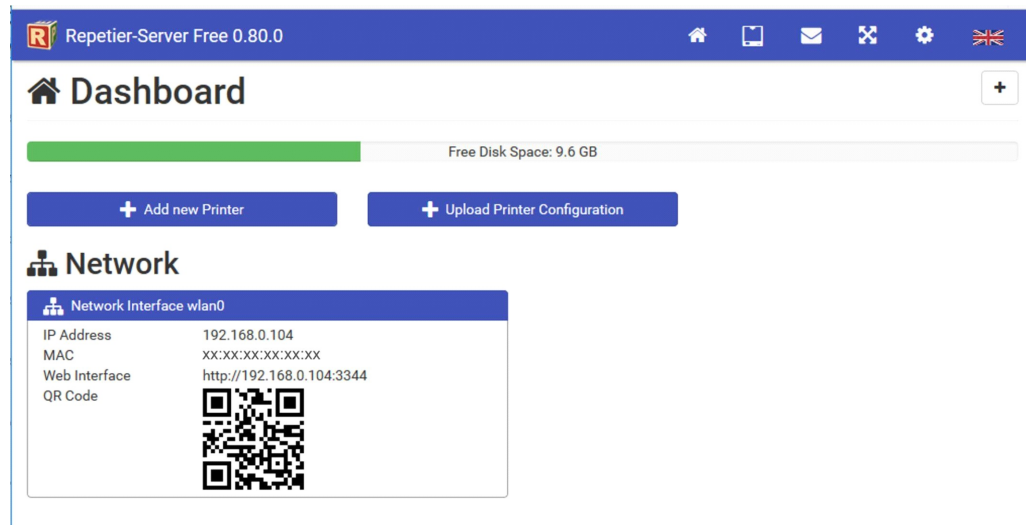 Repetier-Server Free 0.80.0
Dashboard
Free Disk Space: 9.6 GB
Add new Printer
Upload Printer Configuration
Network
Network Interface wlan0
IP Address 192.168.0.104
MAC xx:xx:xx:xx:xx:xx
Web Interface http://192.168.0.104:3344
QR Code